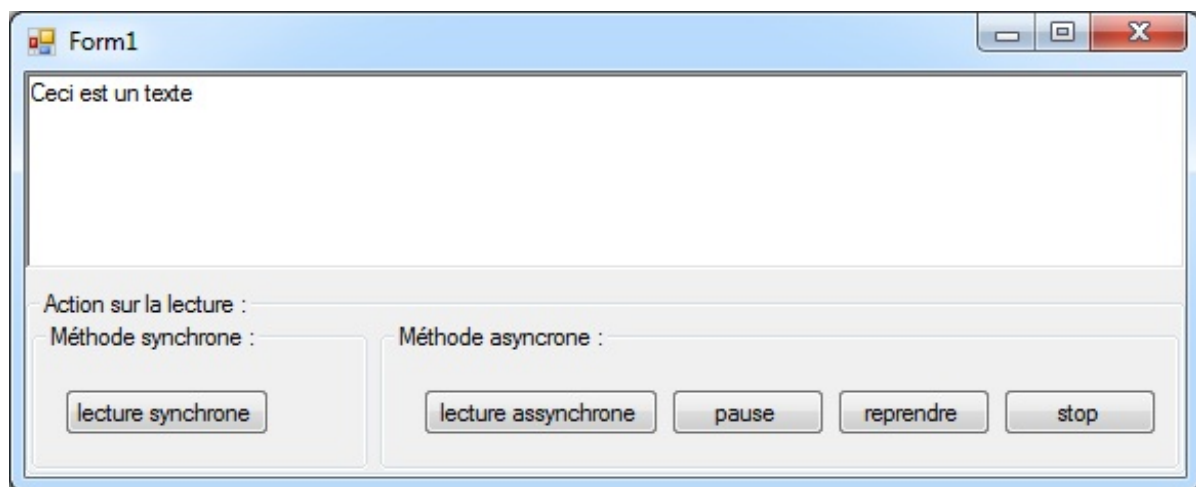 Form1
Ceci est un texte
Action sur la lecture :
Méthode synchrone :
Méthode asyncrone :
lecture synchrone
lecture assynchrone
pause
reprendre
stop